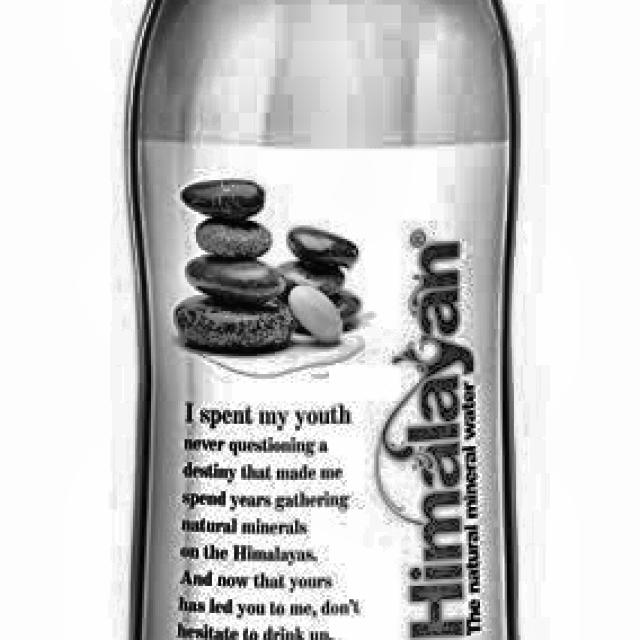 I spent my youth
never questioning a
destiny that made me
spend years gathering
natural minerals
on the Himalayas.
And now that yours
has led you to me, don't
hesitate to drink up.
Himalayan®
The natural mineral water